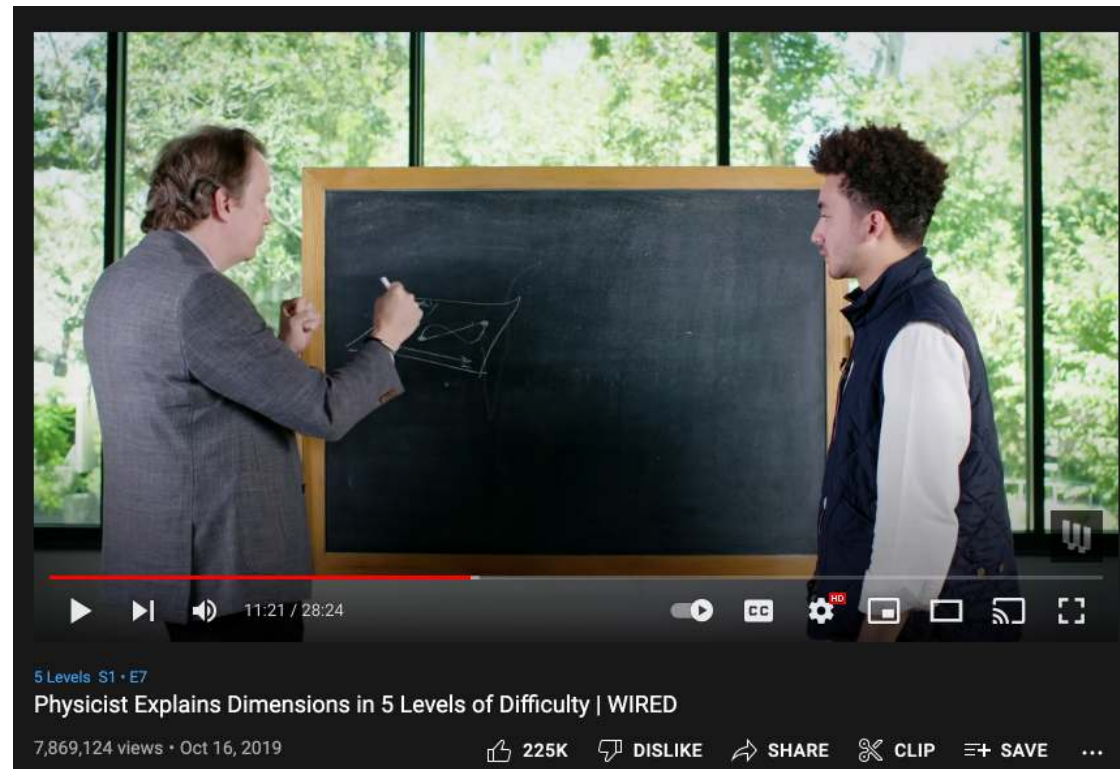 11:21 / 28:24
CC
HD
5 Levels S1 • E7
Physicist Explains Dimensions in 5 Levels of Difficulty | WIRED
7,869,124 views • Oct 16, 2019
225K DISLIKE SHARE CLIP SAVE ...